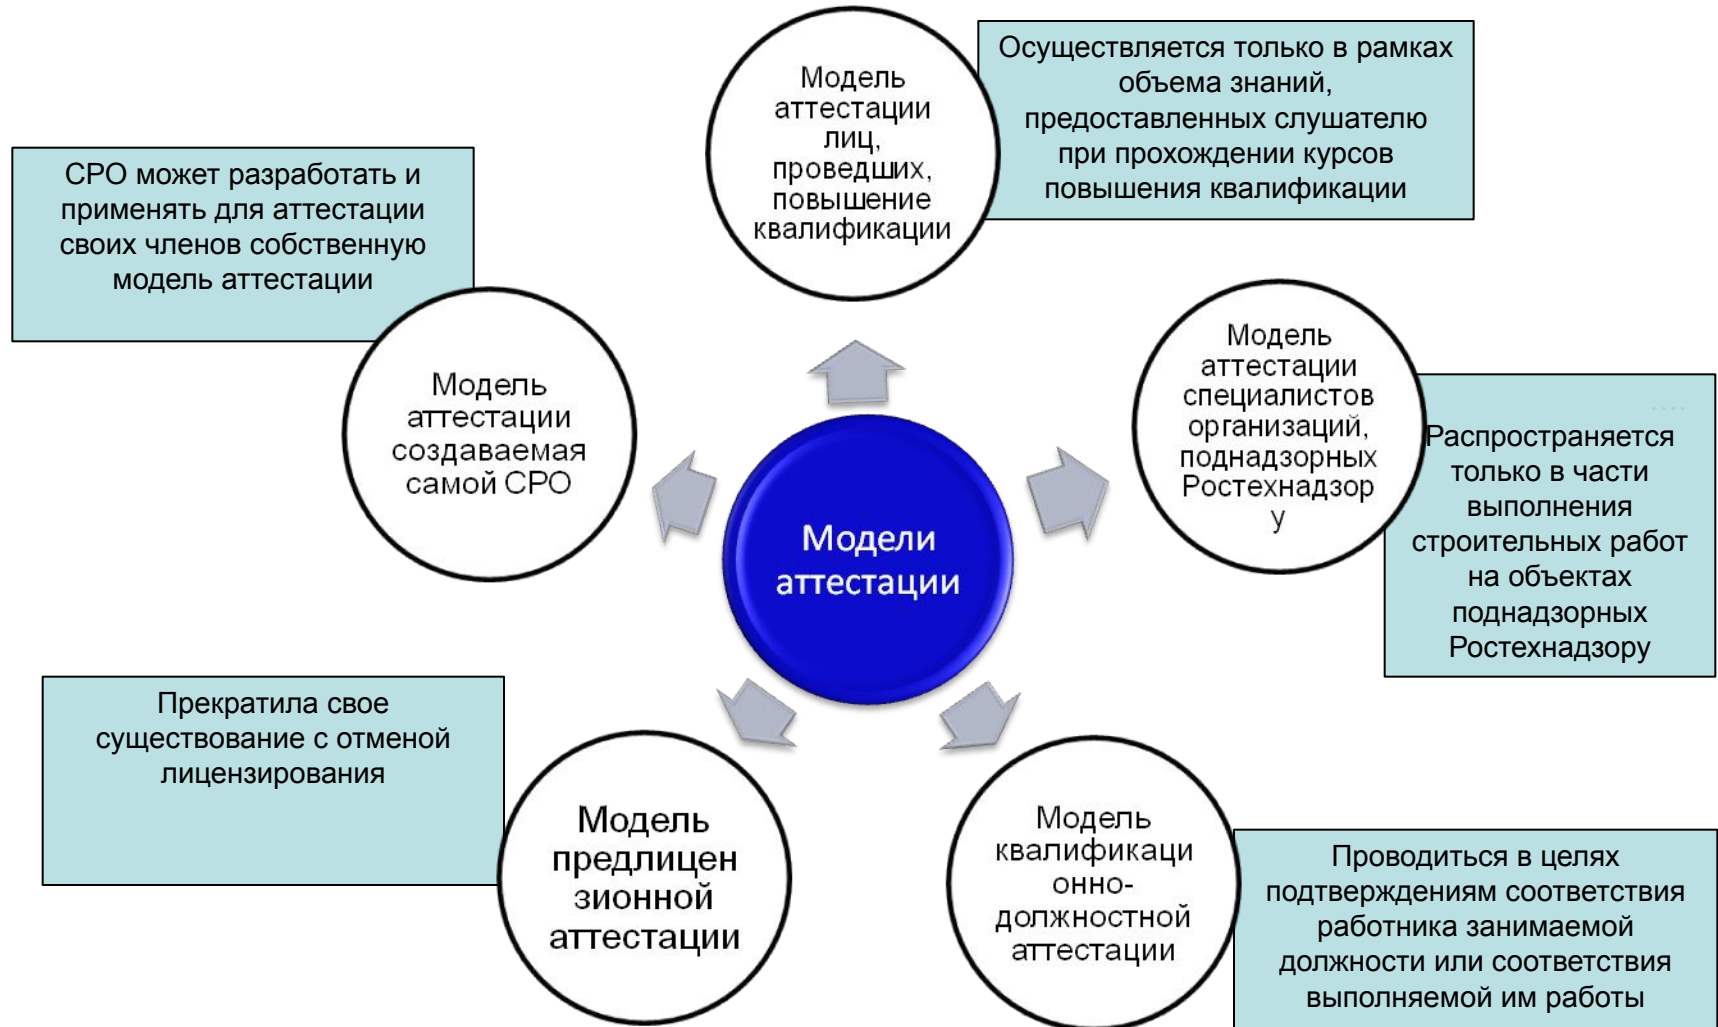 Модель
аттестации
лиц,
проведших,
повышение
квалификации
Осуществляется только в рамках
объема знаний,
предоставленных слушателю
при прохождении курсов
повышения квалификации
СРО может разработать и
применять для аттестации
своих членов собственную
модель аттестации
Модель
аттестации
создаваемая
самой СРО
Модель
аттестации
специалистов
организаций,
поднадзорных
Ростехнадзор
у
....
Распространяется
только в части
выполнения
строительных работ
на объектах
поднадзорных
Ростехнадзору
Модели
аттестации
Прекратила свое
существование с отменой
лицензирования
Модель
предлицен
зионной
аттестации
Модель
квалификаци
онно-
должностной
аттестации
Проводиться в целях
подтверждениям соответствия
работника занимаемой
должности или соответствия
выполняемой им работы